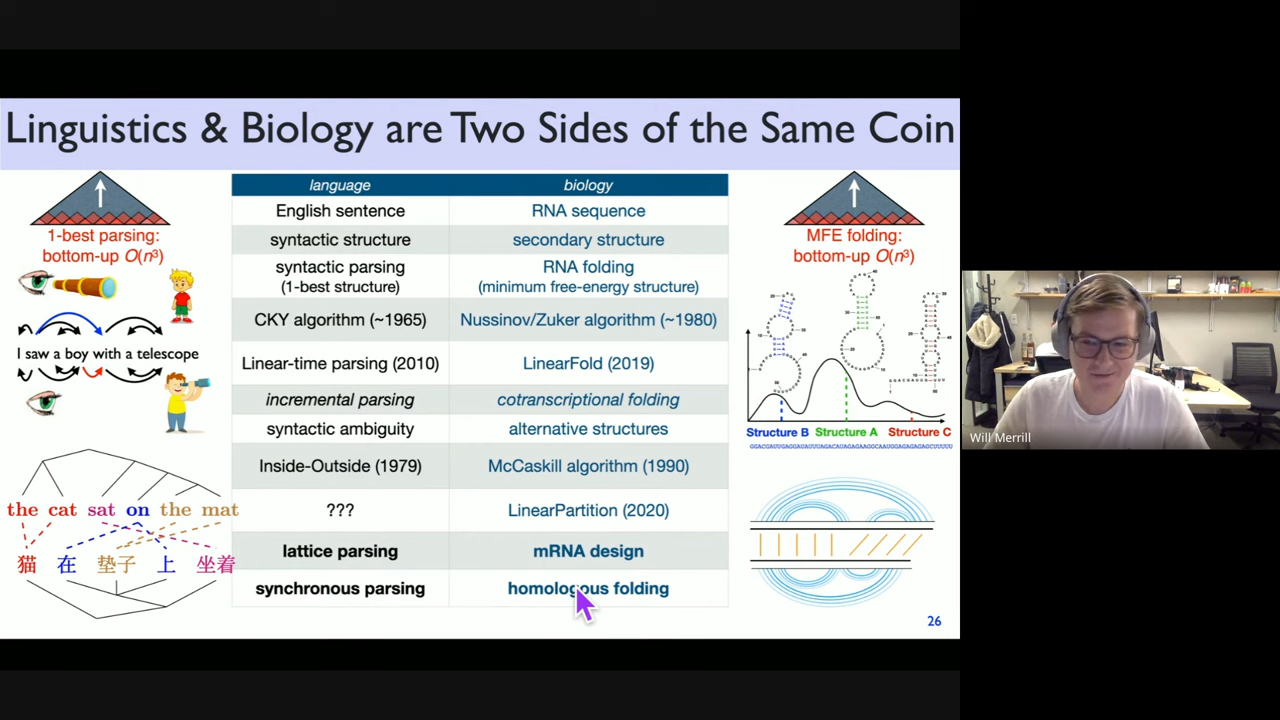 Linguistics & Biology are Two Sides of the Same Coin
1-best parsing:
bottom-up O(n³)
I saw a boy with a telescope
the cat sat on the mat
猫 在 垫子 上 坐着
language biology
English sentence RNA sequence
syntactic structure secondary structure
syntactic parsing RNA folding
(1-best structure) (minimum free-energy structure)
CKY algorithm (~1965) Nussinov/Zuker algorithm (~1980)
Linear-time parsing (2010) LinearFold (2019)
incremental parsing cotranscriptional folding
syntactic ambiguity alternative structures
Inside-Outside (1979) McCaskill algorithm (1990)
??? LinearPartition (2020)
lattice parsing mRNA design
synchronous parsing homologous folding
MFE folding:
bottom-up O(n³)
Structure B Structure A Structure C
26
Will Merrill